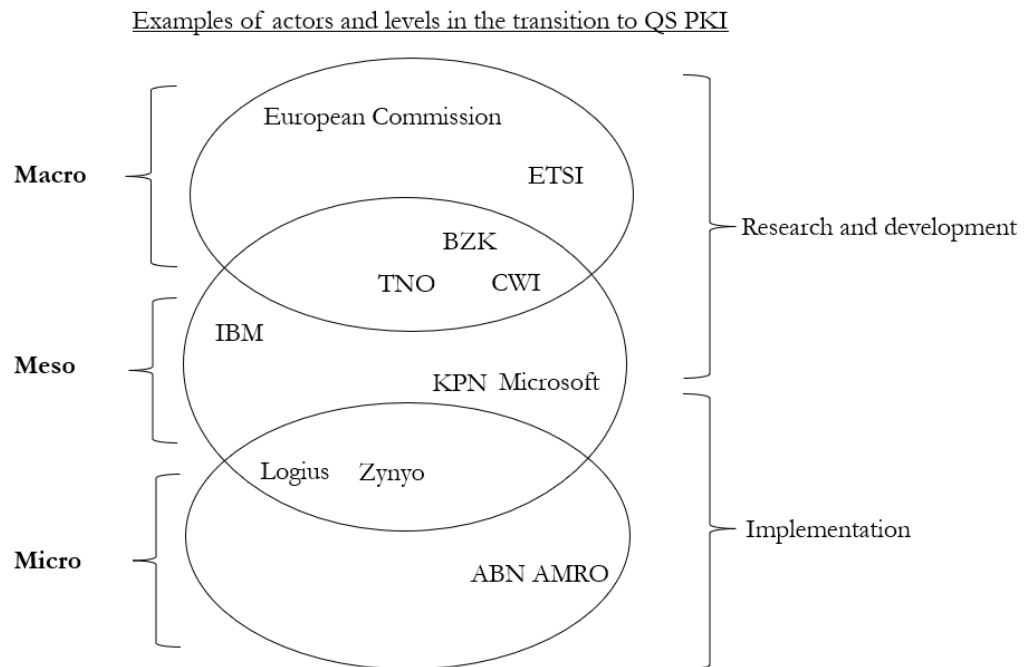 Examples of actors and levels in the transition to QS PKI
European Commission
Macro
ETSI
Research and development
BZK
TNO
CWI
IBM
Meso
KPN
Microsoft
Logius
Zynyo
Implementation
Micro
ABN AMRO